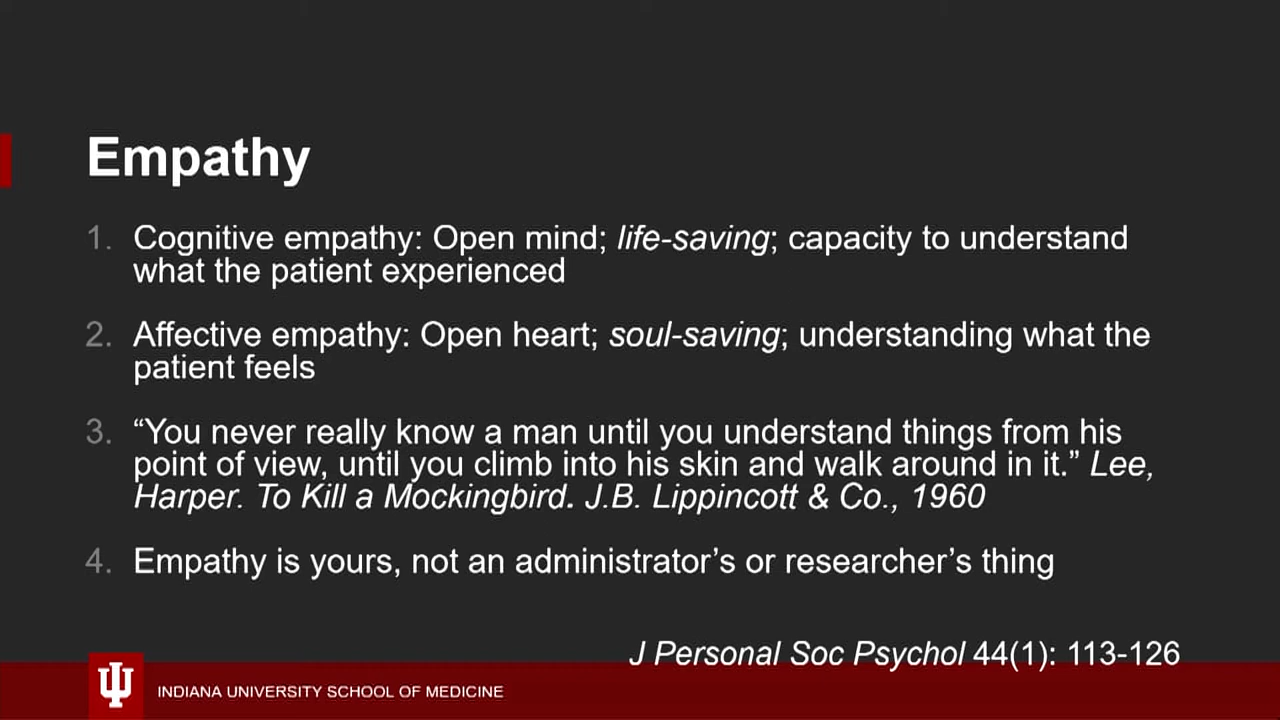 Empathy
1. Cognitive empathy: Open mind; life-saving; capacity to understand
what the patient experienced
2. Affective empathy: Open heart; soul-saving; understanding what the
patient feels
3. “You never really know a man until you understand things from his
point of view, until you climb into his skin and walk around in it.” Lee,
Harper. To Kill a Mockingbird. J.B. Lippincott & Co., 1960
4. Empathy is yours, not an administrator’s or researcher’s thing
J Personal Soc Psychol 44(1): 113-126
INDIANA UNIVERSITY SCHOOL OF MEDICINE